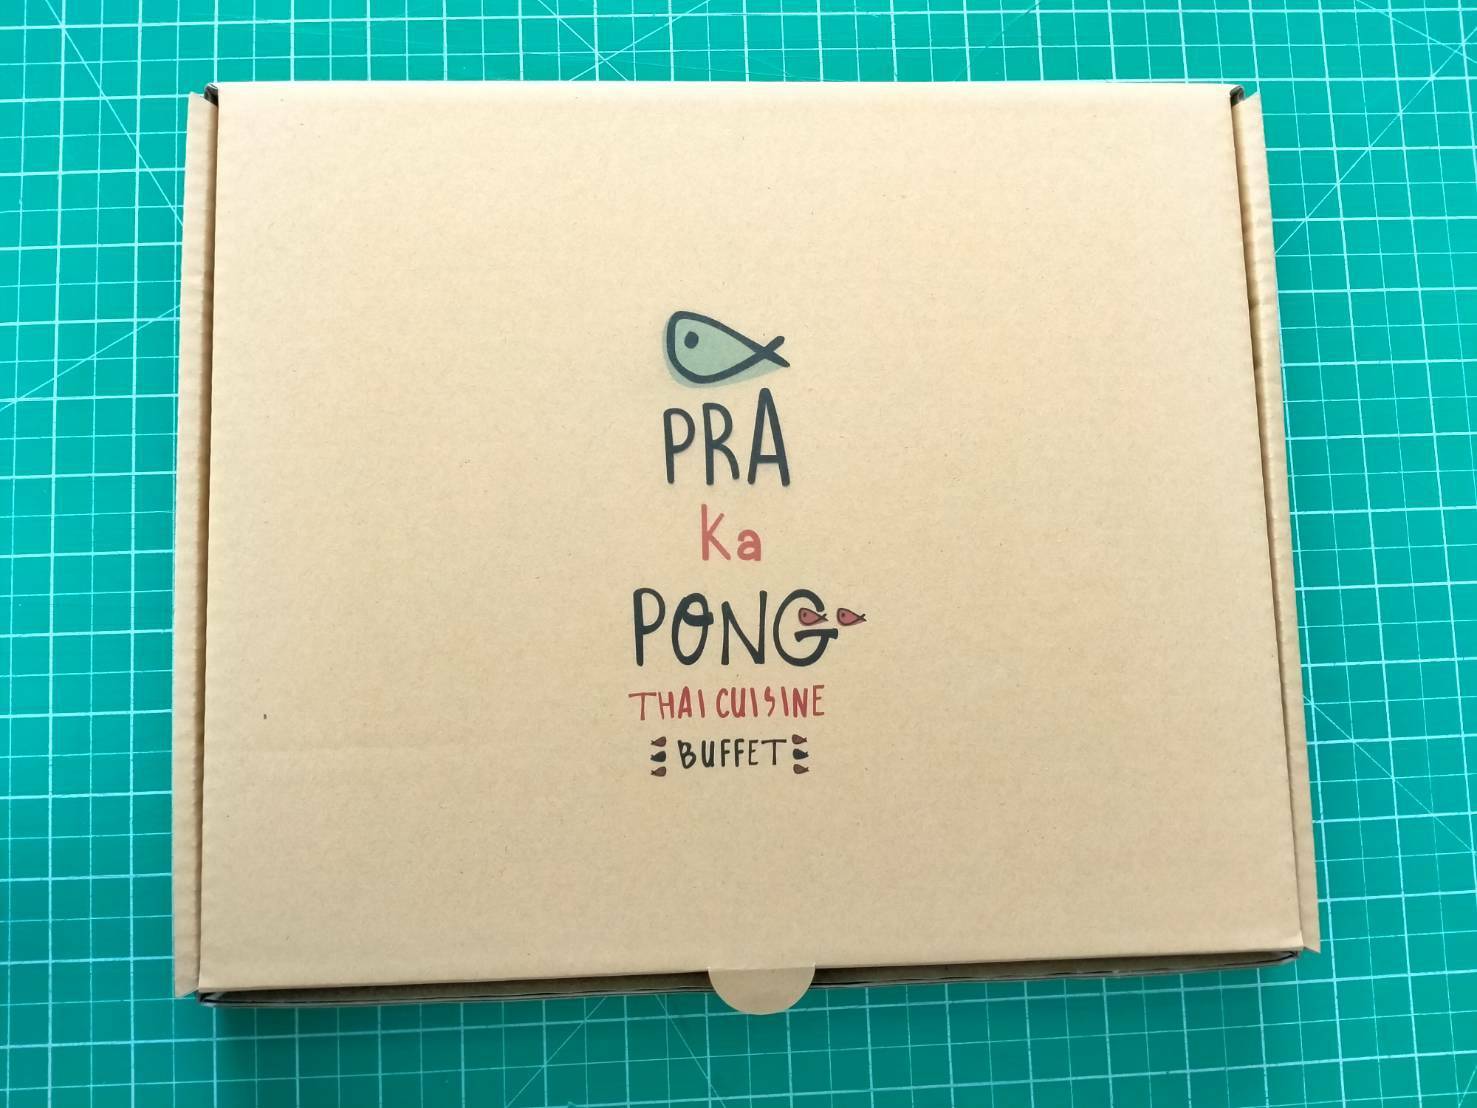 PRA
Ka
PONG
THAI CUISINE
BUFFET